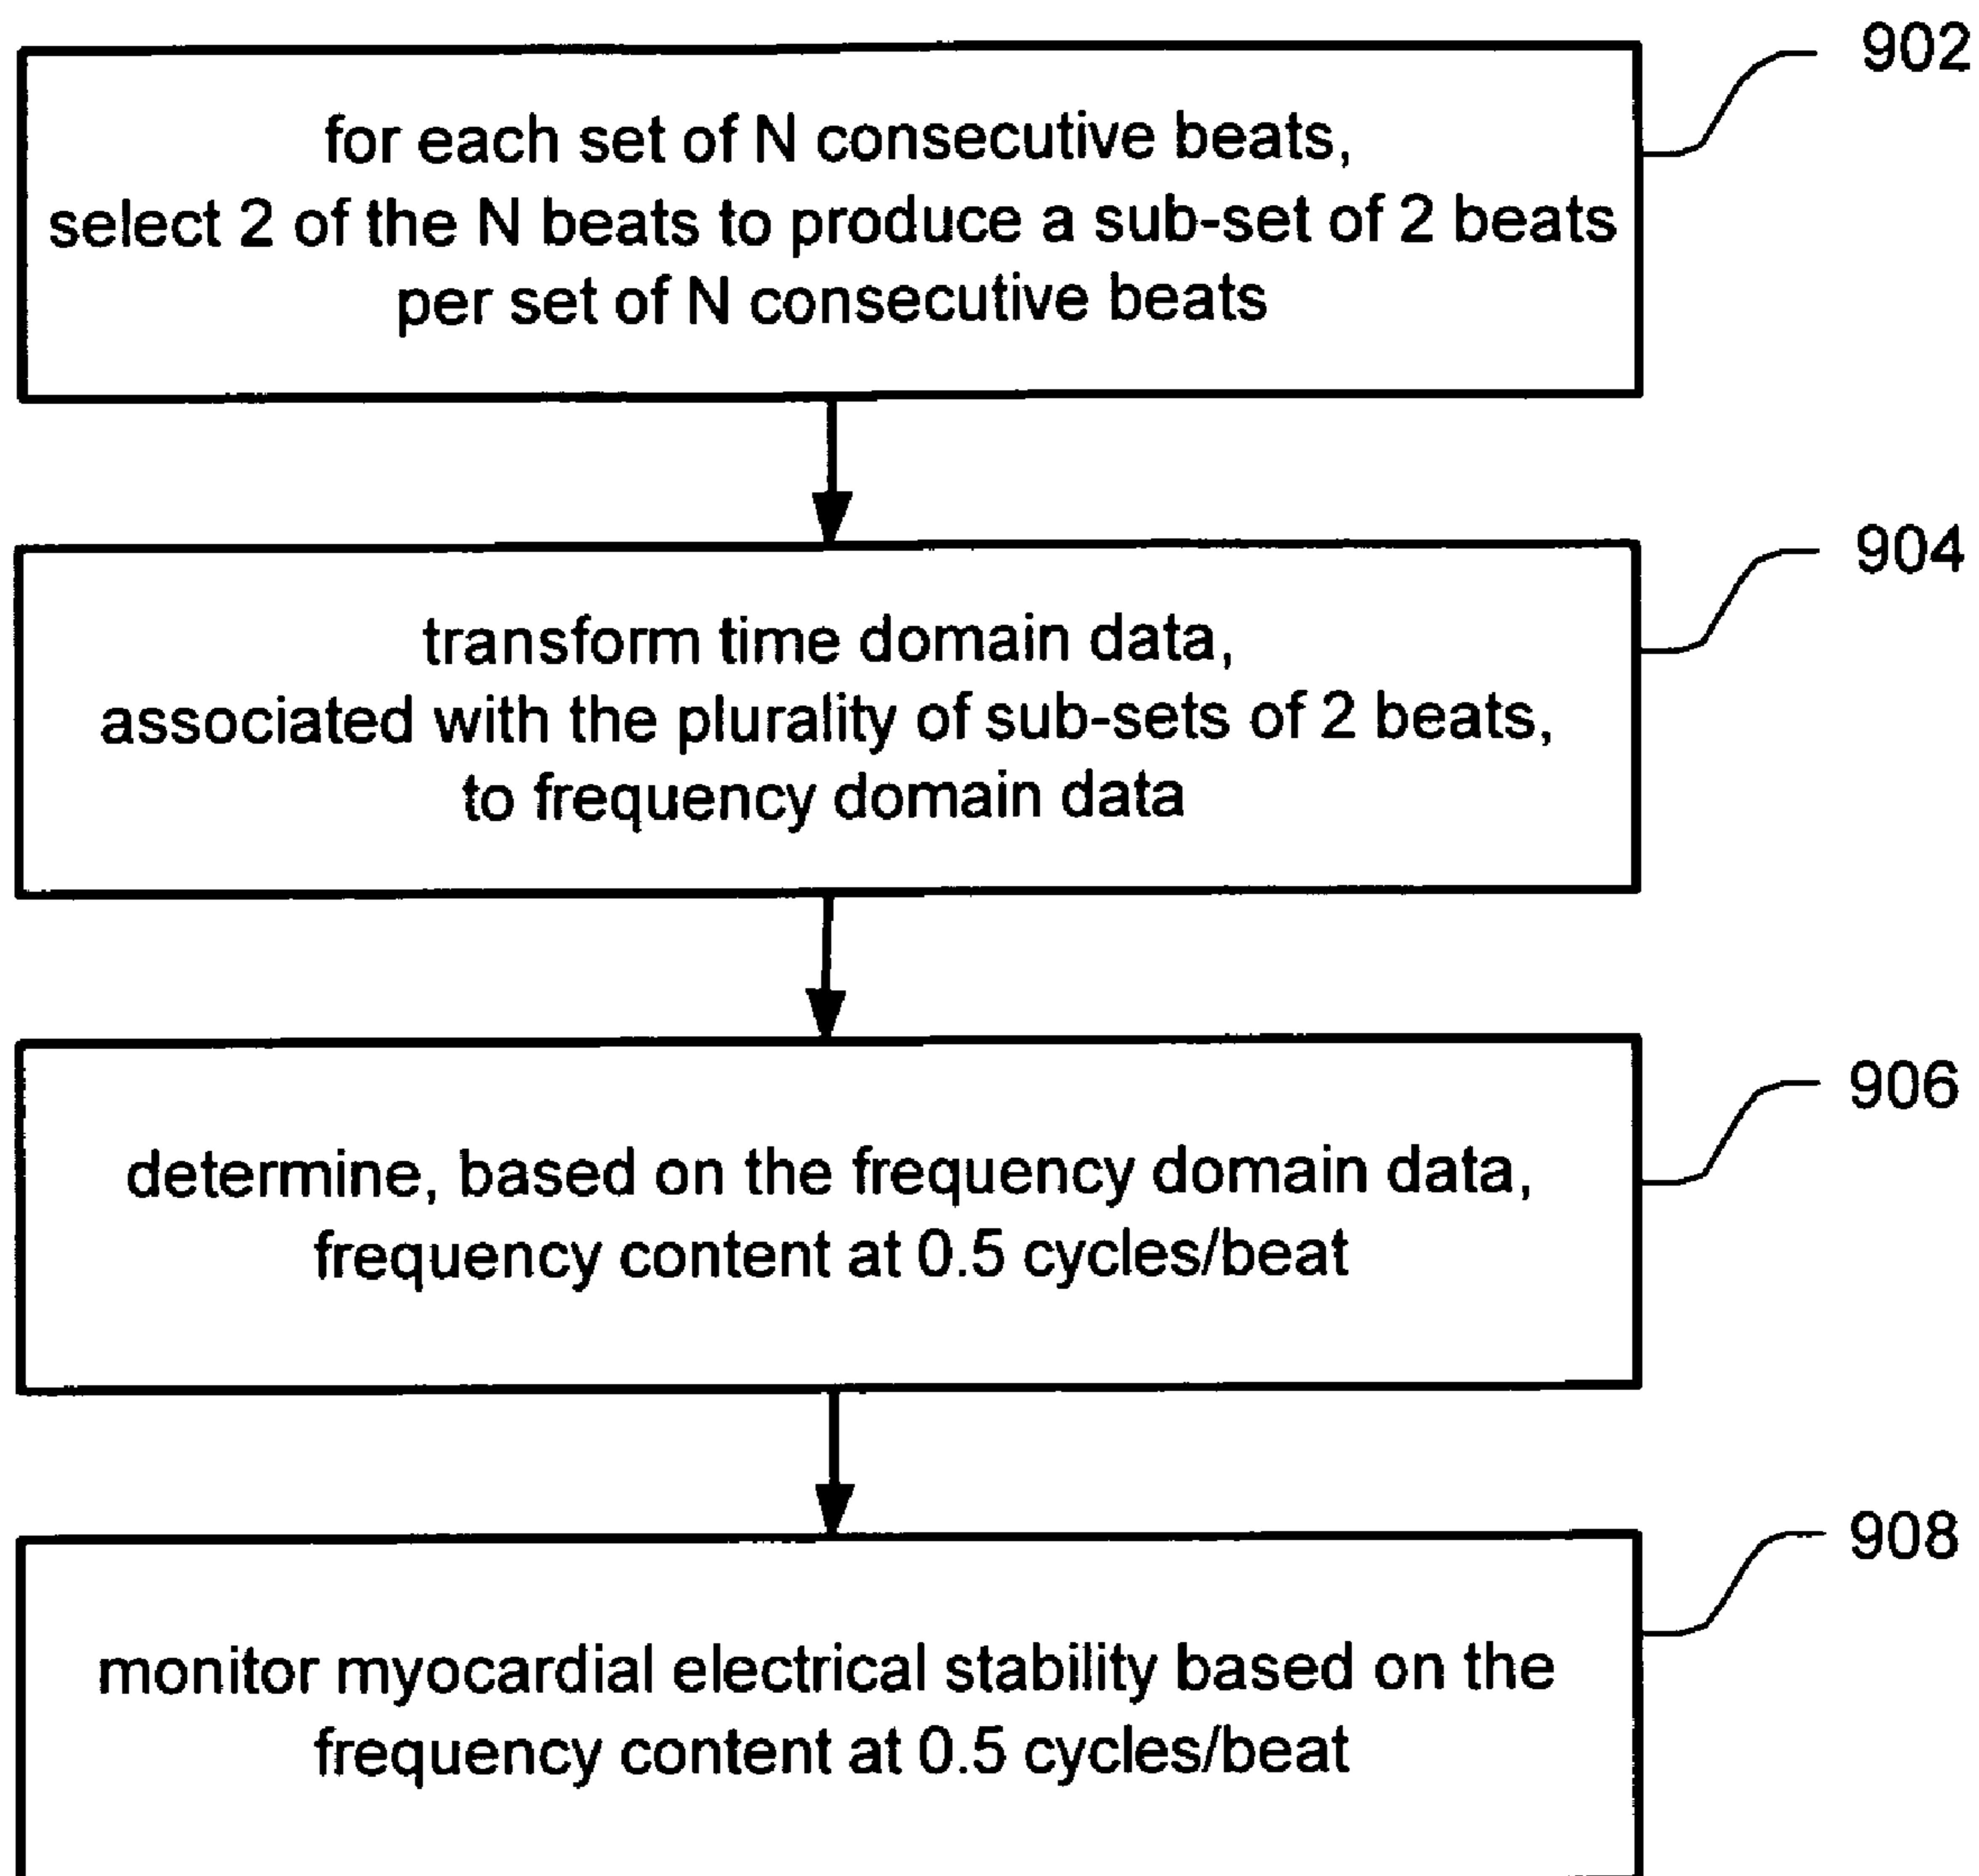 902
for each set of N consecutive beats,
select 2 of the N beats to produce a sub-set of 2 beats
per set of N consecutive beats
904
transform time domain data,
associated with the plurality of sub-sets of 2 beats,
to frequency domain data
906
determine, based on the frequency domain data,
frequency content at 0.5 cycles/beat
908
monitor myocardial electrical stability based on the
frequency content at 0.5 cycles/beat